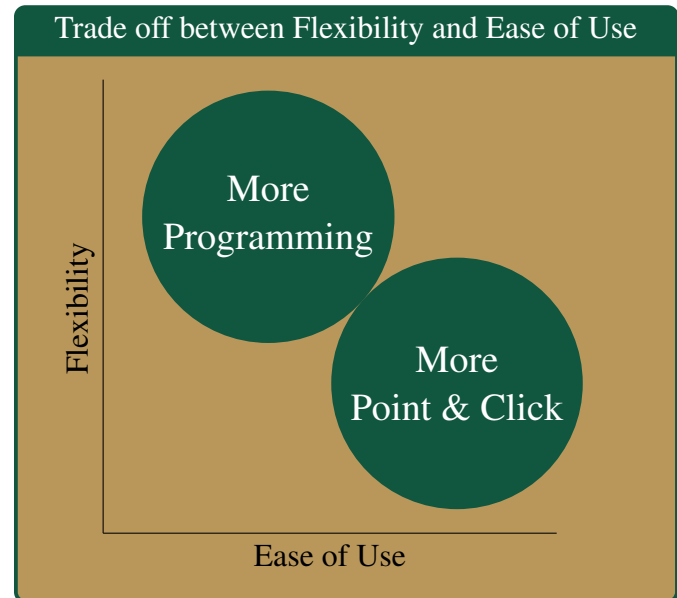 Trade off between Flexibility and Ease of Use
More
Programming
Flexibility
More
Point & Click
Ease of Use